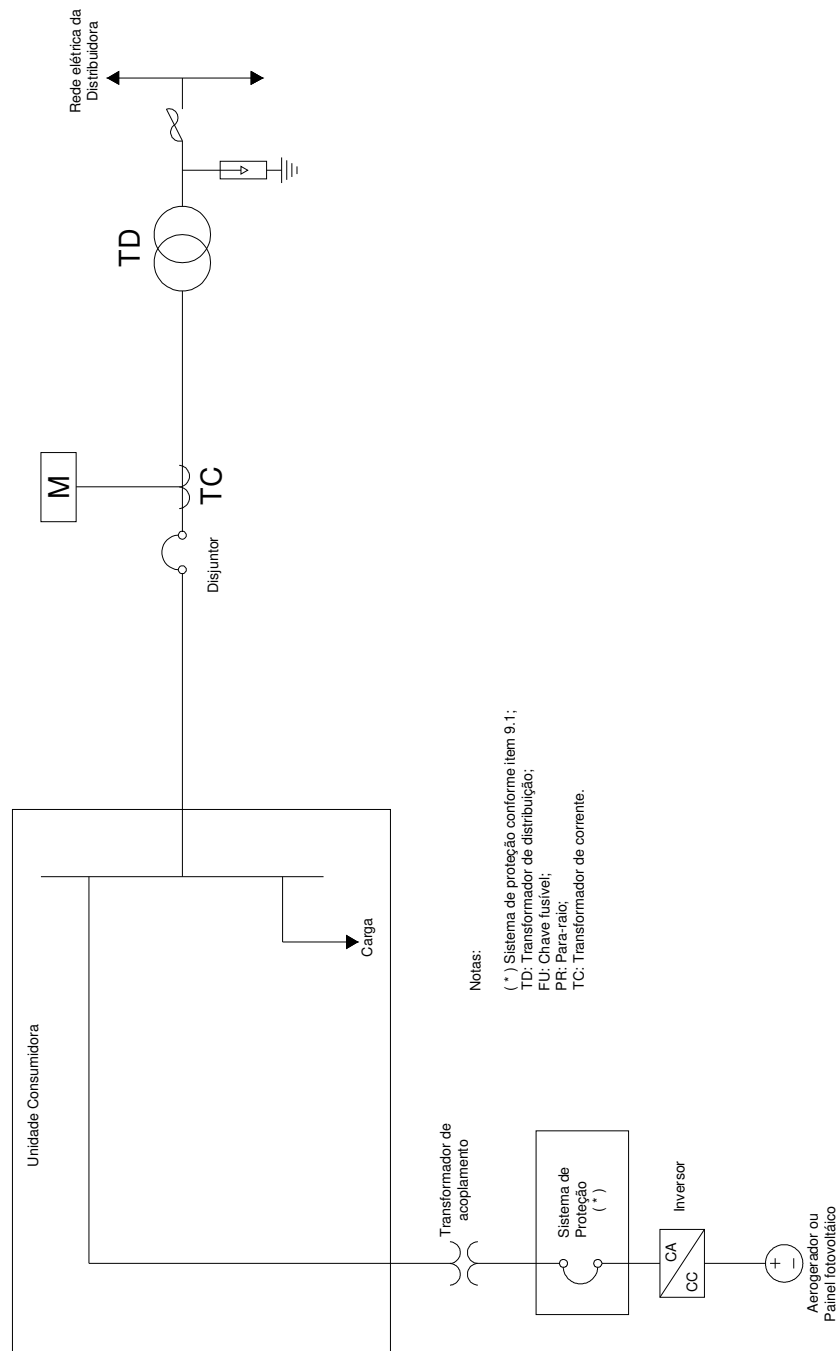 Rede elétrica da
Distribuidora
TD
M
TC
Disjuntor
Unidade Consumidora
Carga
Notas:
( * ) Sistema de proteção conforme item 9.1;
TD: Transformador de distribuição;
FU: Chave fusível;
PR: Para-raio;
TC: Transformador de corrente.
Transformador de
acoplamento
Sistema de
Proteção
( * )
Inversor
CA
CC
+
−
Aerogerador ou
Painel fotovoltáico